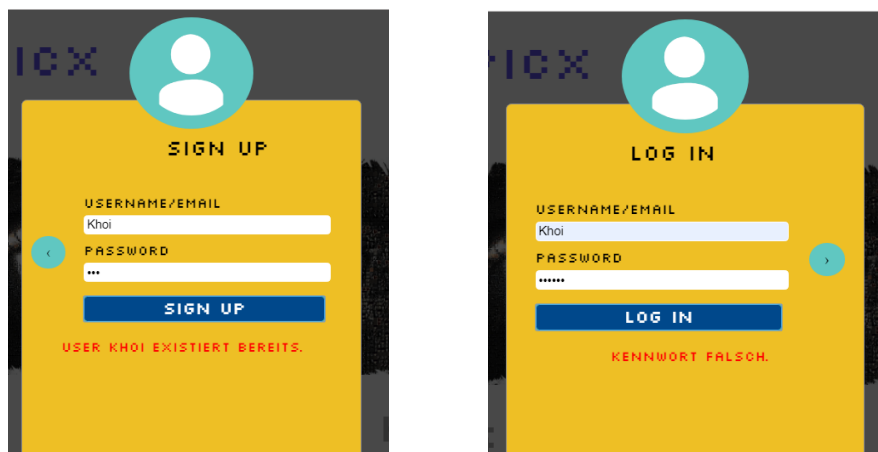 ICX
SIGN UP
USERNAME/EMAIL
Khoi
PASSWORD
•••
SIGN UP
USER KHOI EXISTIERT BEREITS.
ICX
LOG IN
USERNAME/EMAIL
Khoi
PASSWORD
••••••
LOG IN
KENNWORT FALSCH.